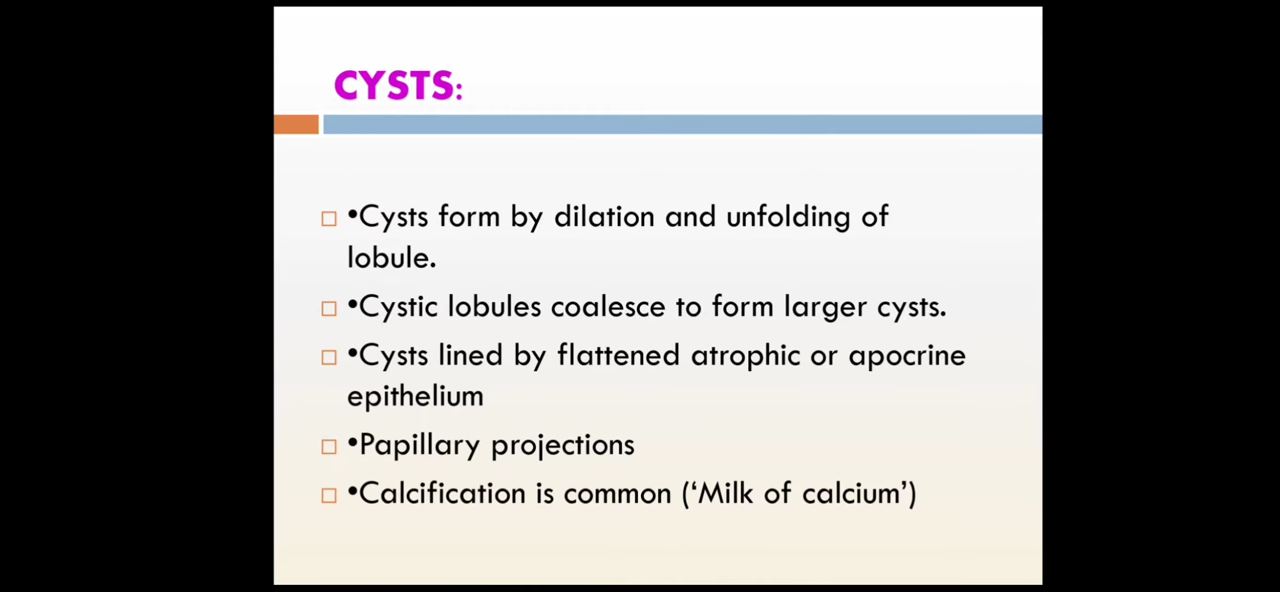 CYSTS:
•Cysts form by dilation and unfolding of
lobule.
•Cystic lobules coalesce to form larger cysts.
•Cysts lined by flattened atrophic or apocrine
epithelium
•Papillary projections
•Calcification is common (‘Milk of calcium’)